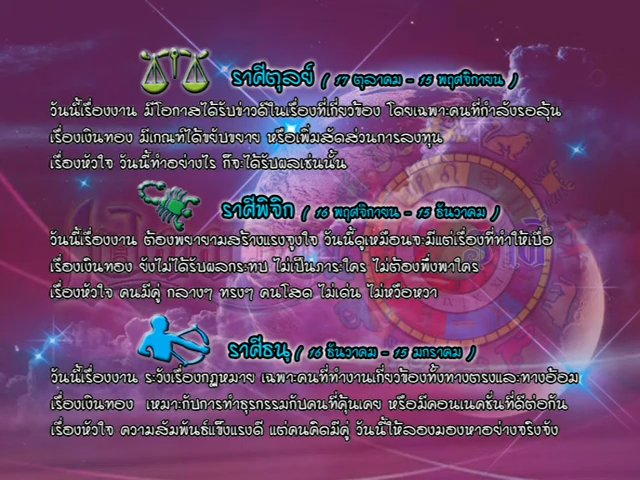 ราศีตุลย์ ( 17 ตุลาคม - 15 พฤศจิกายน )
วันนี้เรื่องงาน มีโอกาสได้รับข่าวดีในเรื่องที่เกี่ยวข้อง โดยเฉพาะคนที่กำลังรอลุ้น
เรื่องเงินทอง มีเกณฑ์ได้ขยับขยาย หรือเพิ่มสัดส่วนการลงทุน
เรื่องหัวใจ วันนี้ทำอย่างไร ก็จะได้รับผลเช่นนั้น
ราศีพิจิก ( 16 พฤศจิกายน - 15 ธันวาคม )
วันนี้เรื่องงาน ต้องพยายามสร้างแรงจูงใจ วันนี้ดูเหมือนจะมีแต่เรื่องที่ทำให้เบื่อ
เรื่องเงินทอง ยังไม่ได้รับผลกระทบ ไม่เป็นภาระใคร ไม่ต้องพึ่งพาใคร
เรื่องหัวใจ คนมีคู่ กลางๆ ทรงๆ คนโสด ไม่เด่น ไม่หวือหวา
ราศีธนู ( 16 ธันวาคม - 15 มกราคม )
วันนี้เรื่องงาน ระวังเรื่องกฎหมาย เฉพาะคนที่ทำงานเกี่ยวข้องทั้งทางตรงและทางอ้อม
เรื่องเงินทอง เหมาะกับการทำธุรกรรมกับคนที่คุ้นเคย หรือมีคอนเนคชั่นที่ดีต่อกัน
เรื่องหัวใจ ความสัมพันธ์แข็งแรงดี แต่คนคิดมีคู่ วันนี้ให้ลองมองหาอย่างจริงจัง